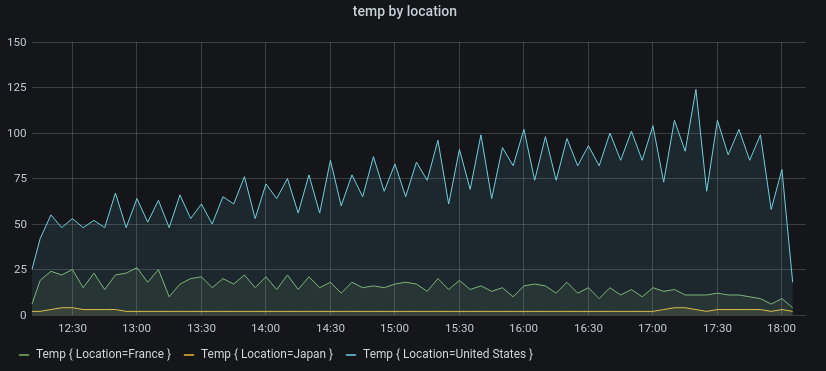 temp by location
150
125
100
75
50
25
0
12:30 13:00 13:30 14:00 14:30 15:00 15:30 16:00 16:30 17:00 17:30 18:00
Temp { Location=France } Temp { Location=Japan } Temp { Location=United States }